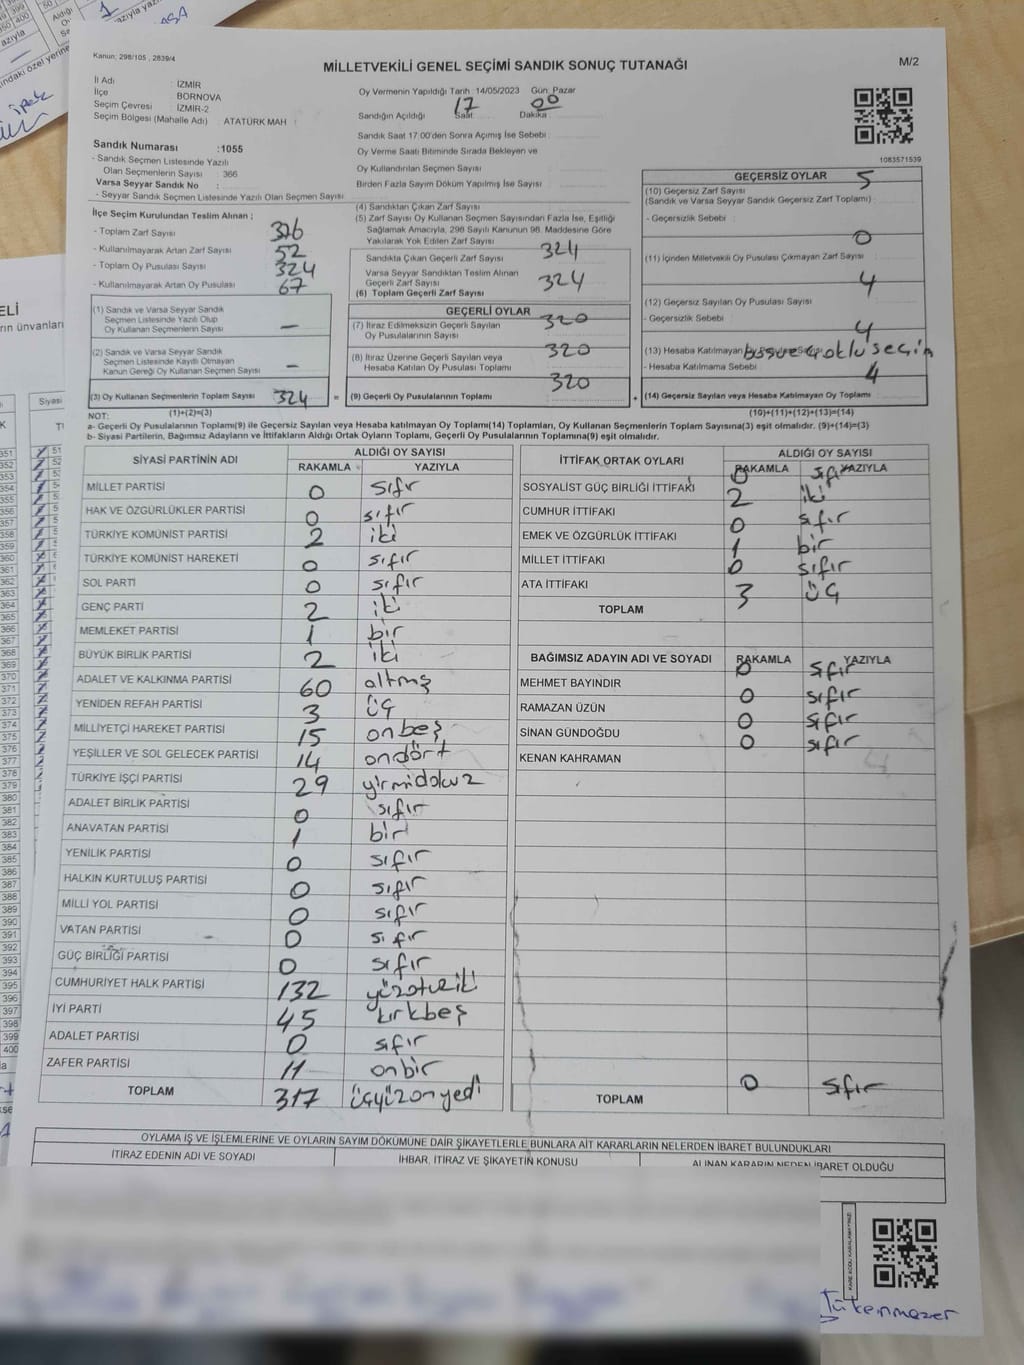 Kanun; 298/105 , 2839/4
MİLLETVEKİLİ GENEL SEÇİMİ SANDIK SONUÇ TUTANAĞI
M/2
İl Adı : İZMİR
İlçe BORNOVA
Seçim Çevresi : İZMİR-2
Seçim Bölgesi (Mahalle Adı) : ATATÜRK MAH
Sandık Numarası :1055
- Sandık Seçmen Listesinde Yazılı
Olan Seçmenlerin Sayısı : 366
Varsa Seyyar Sandık No
- Seyyar Sandık Seçmen Listesinde Yazılı Olan Seçmen Sayısı
İlçe Seçim Kurulundan Teslim Alınan ;
- Toplam Zarf Sayısı 376
- Kullanılmayarak Artan Zarf Sayısı 52
- Toplam Oy Pusulası Sayısı 324
- Kullanılmayarak Artan Oy Pusulası 67
(1) Sandık ve Varsa Seyyar Sandık
Seçmen Listesinde Yazılı Olup
Oy Kullanan Seçmenlerin Sayısı —
(2) Sandık ve Varsa Seyyar Sandık
Seçmen Listesinde Kayıtlı Olmayan
Kanun Gereği Oy Kullanan Seçmen Sayısı —
(3) Oy Kullanan Seçmenlerin Toplam Sayısı 324 =
Oy Vermenin Yapıldığı Tarih : 14/05/2023 Gün: Pazar
Sandığın Açıldığı Saat 17 Dakika 00
Sandık Saat 17:00'den Sonra Açılmış İse Sebebi
Oy Verme Saati Bitiminde Sırada Bekleyen ve
Oy Kullandırılan Seçmen Sayısı
Birden Fazla Sayım Döküm Yapılmış İse Sayısı
(4) Sandıktan Çıkan Zarf Sayısı
(5) Zarf Sayısı Oy Kullanan Seçmen Sayısından Fazla İse, Eşitliği
Sağlamak Amacıyla, 298 Sayılı Kanunun 98. Maddesine Göre
Yakılarak Yok Edilen Zarf Sayısı
324
Sandıkta Çıkan Geçerli Zarf Sayısı
Varsa Seyyar Sandıktan Teslim Alınan
Geçerli Zarf Sayısı 324
(6) Toplam Geçerli Zarf Sayısı
GEÇERLİ OYLAR
320
(7) İtiraz Edilmeksizin Geçerli Sayılan
Oy Pusulalarının Sayısı
320
(8) İtiraz Üzerine Geçerli Sayılan veya
Hesaba Katılan Oy Pusulası Toplamı
320
(9) Geçerli Oy Pusulalarının Toplamı +
1083571539
GEÇERSİZ OYLAR 5
(10) Geçersiz Zarf Sayısı
(Sandık ve Varsa Seyyar Sandık Geçersiz Zarf Toplamı)
- Geçersizlik Sebebi
0
(11) İçinden Milletvekili Oy Pusulası Çıkmayan Zarf Sayısı
4
(12) Geçersiz Sayılan Oy Pusulası Sayısı
- Geçersizlik Sebebi
4
(13) Hesaba Katılmayan
- Hesaba Katılmama Sebebi 4
(14) Geçersiz Sayılan veya Hesaba Katılmayan Oy Toplamı
NOT: (1)+(2)=(3) (10)+(11)+(12)+(13)=(14)
a- Geçerli Oy Pusulalarının Toplamı(9) ile Geçersiz Sayılan veya Hesaba Katılmayan Oy Toplamı(14) Toplamları, Oy Kullanan Seçmenlerin Toplam Sayısına(3) eşit olmalıdır. (9)+(14)=(3)
b- Siyasi Partilerin, Bağımsız Adayların ve İttifakların Aldığı Ortak Oyların Toplamı, Geçerli Oy Pusulalarının Toplamına(9) eşit olmalıdır.
SİYASİ PARTİNİN ADI ALDIĞI OY SAYISI
RAKAMLA YAZIYLA
MİLLET PARTİSİ 0 sıfır
HAK VE ÖZGÜRLÜKLER PARTİSİ 0 sıfır
TÜRKİYE KOMÜNİST PARTİSİ 2 iki
TÜRKİYE KOMÜNİST HAREKETİ 0 sıfır
SOL PARTİ 0 sıfır
GENÇ PARTİ 2 iki
MEMLEKET PARTİSİ 1 bir
BÜYÜK BİRLİK PARTİSİ 2 iki
ADALET VE KALKINMA PARTİSİ 60 altmış
YENİDEN REFAH PARTİSİ 3 üç
MİLLİYETÇİ HAREKET PARTİSİ 15 onbeş
YEŞİLLER VE SOL GELECEK PARTİSİ 14 ondört
TÜRKİYE İŞÇİ PARTİSİ 29 yirmidokuz
ADALET BİRLİK PARTİSİ 0 sıfır
ANAVATAN PARTİSİ 1 bir
YENİLİK PARTİSİ 0 sıfır
HALKIN KURTULUŞ PARTİSİ 0 sıfır
MİLLİ YOL PARTİSİ 0 sıfır
VATAN PARTİSİ 0 sıfır
GÜÇ BİRLİĞİ PARTİSİ 0 sıfır
CUMHURİYET HALK PARTİSİ 132 yüzotuziki
İYİ PARTİ 45 kırkbeş
ADALET PARTİSİ 0 sıfır
ZAFER PARTİSİ 11 onbir
TOPLAM 317 üçyüzonyedi
İTTİFAK ORTAK OYLARI ALDIĞI OY SAYISI
RAKAMLA YAZIYLA
0 sıfır
SOSYALİST GÜÇ BİRLİĞİ İTTİFAKI
2 iki
CUMHUR İTTİFAKI
0 sıfır
EMEK VE ÖZGÜRLÜK İTTİFAKI
1 bir
MİLLET İTTİFAKI
0 sıfır
ATA İTTİFAKI
3 üç
TOPLAM
BAĞIMSIZ ADAYIN ADI VE SOYADI RAKAMLA YAZIYLA
0 sıfır
MEHMET BAYINDIR
0 sıfır
RAMAZAN ÜZÜN
0 sıfır
SİNAN GÜNDOĞDU
0 sıfır
KENAN KAHRAMAN
0 sıfır
TOPLAM
OYLAMA İŞ VE İŞLEMLERİNE VE OYLARIN SAYIM DÖKÜMÜNE DAİR ŞİKAYETLERLE BUNLARA AİT KARARLARIN NELERDEN İBARET BULUNDUKLARI
İTİRAZ EDENİN ADI VE SOYADI İHBAR, İTİRAZ VE ŞİKAYETİN KONUSU ALINAN KARARIN NEDEN İBARET OLDUĞU